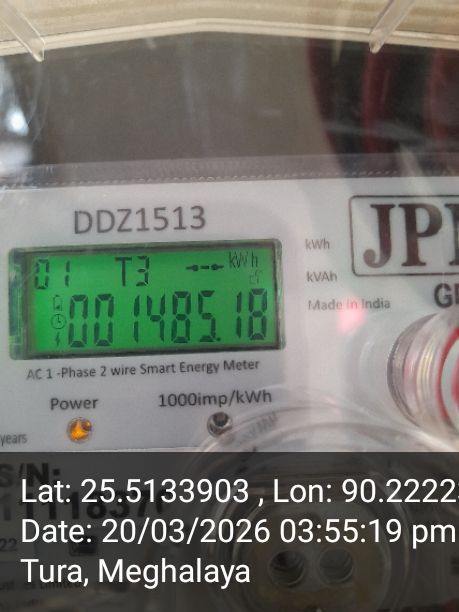 DDZ1513
01 T3 kWh
001485.18
kWh
kVAh
JP
Made in India
G
AC 1 -Phase 2 wire Smart Energy Meter
Power
1000imp/kWh
years
S/N:
Lat: 25.5133903 , Lon: 90.2222
Date: 20/03/2026 03:55:19 pm
Tura, Meghalaya